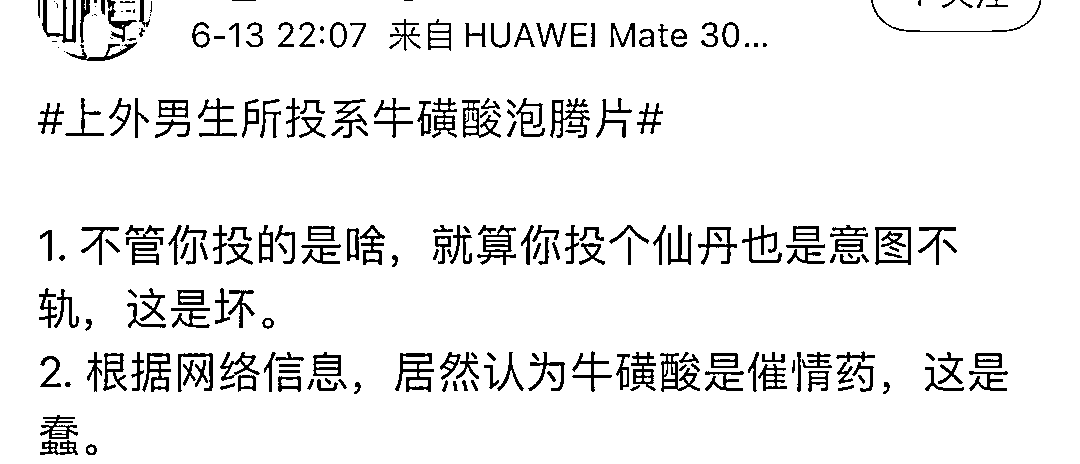 6-13 22:07 来自 HUAWEI Mate 30...
#上外男生所投系牛磺酸泡腾片#
1. 不管你投的是啥，就算你投个仙丹也是意图不
轨，这是坏。
2. 根据网络信息，居然认为牛磺酸是催情药，这是
蠢。